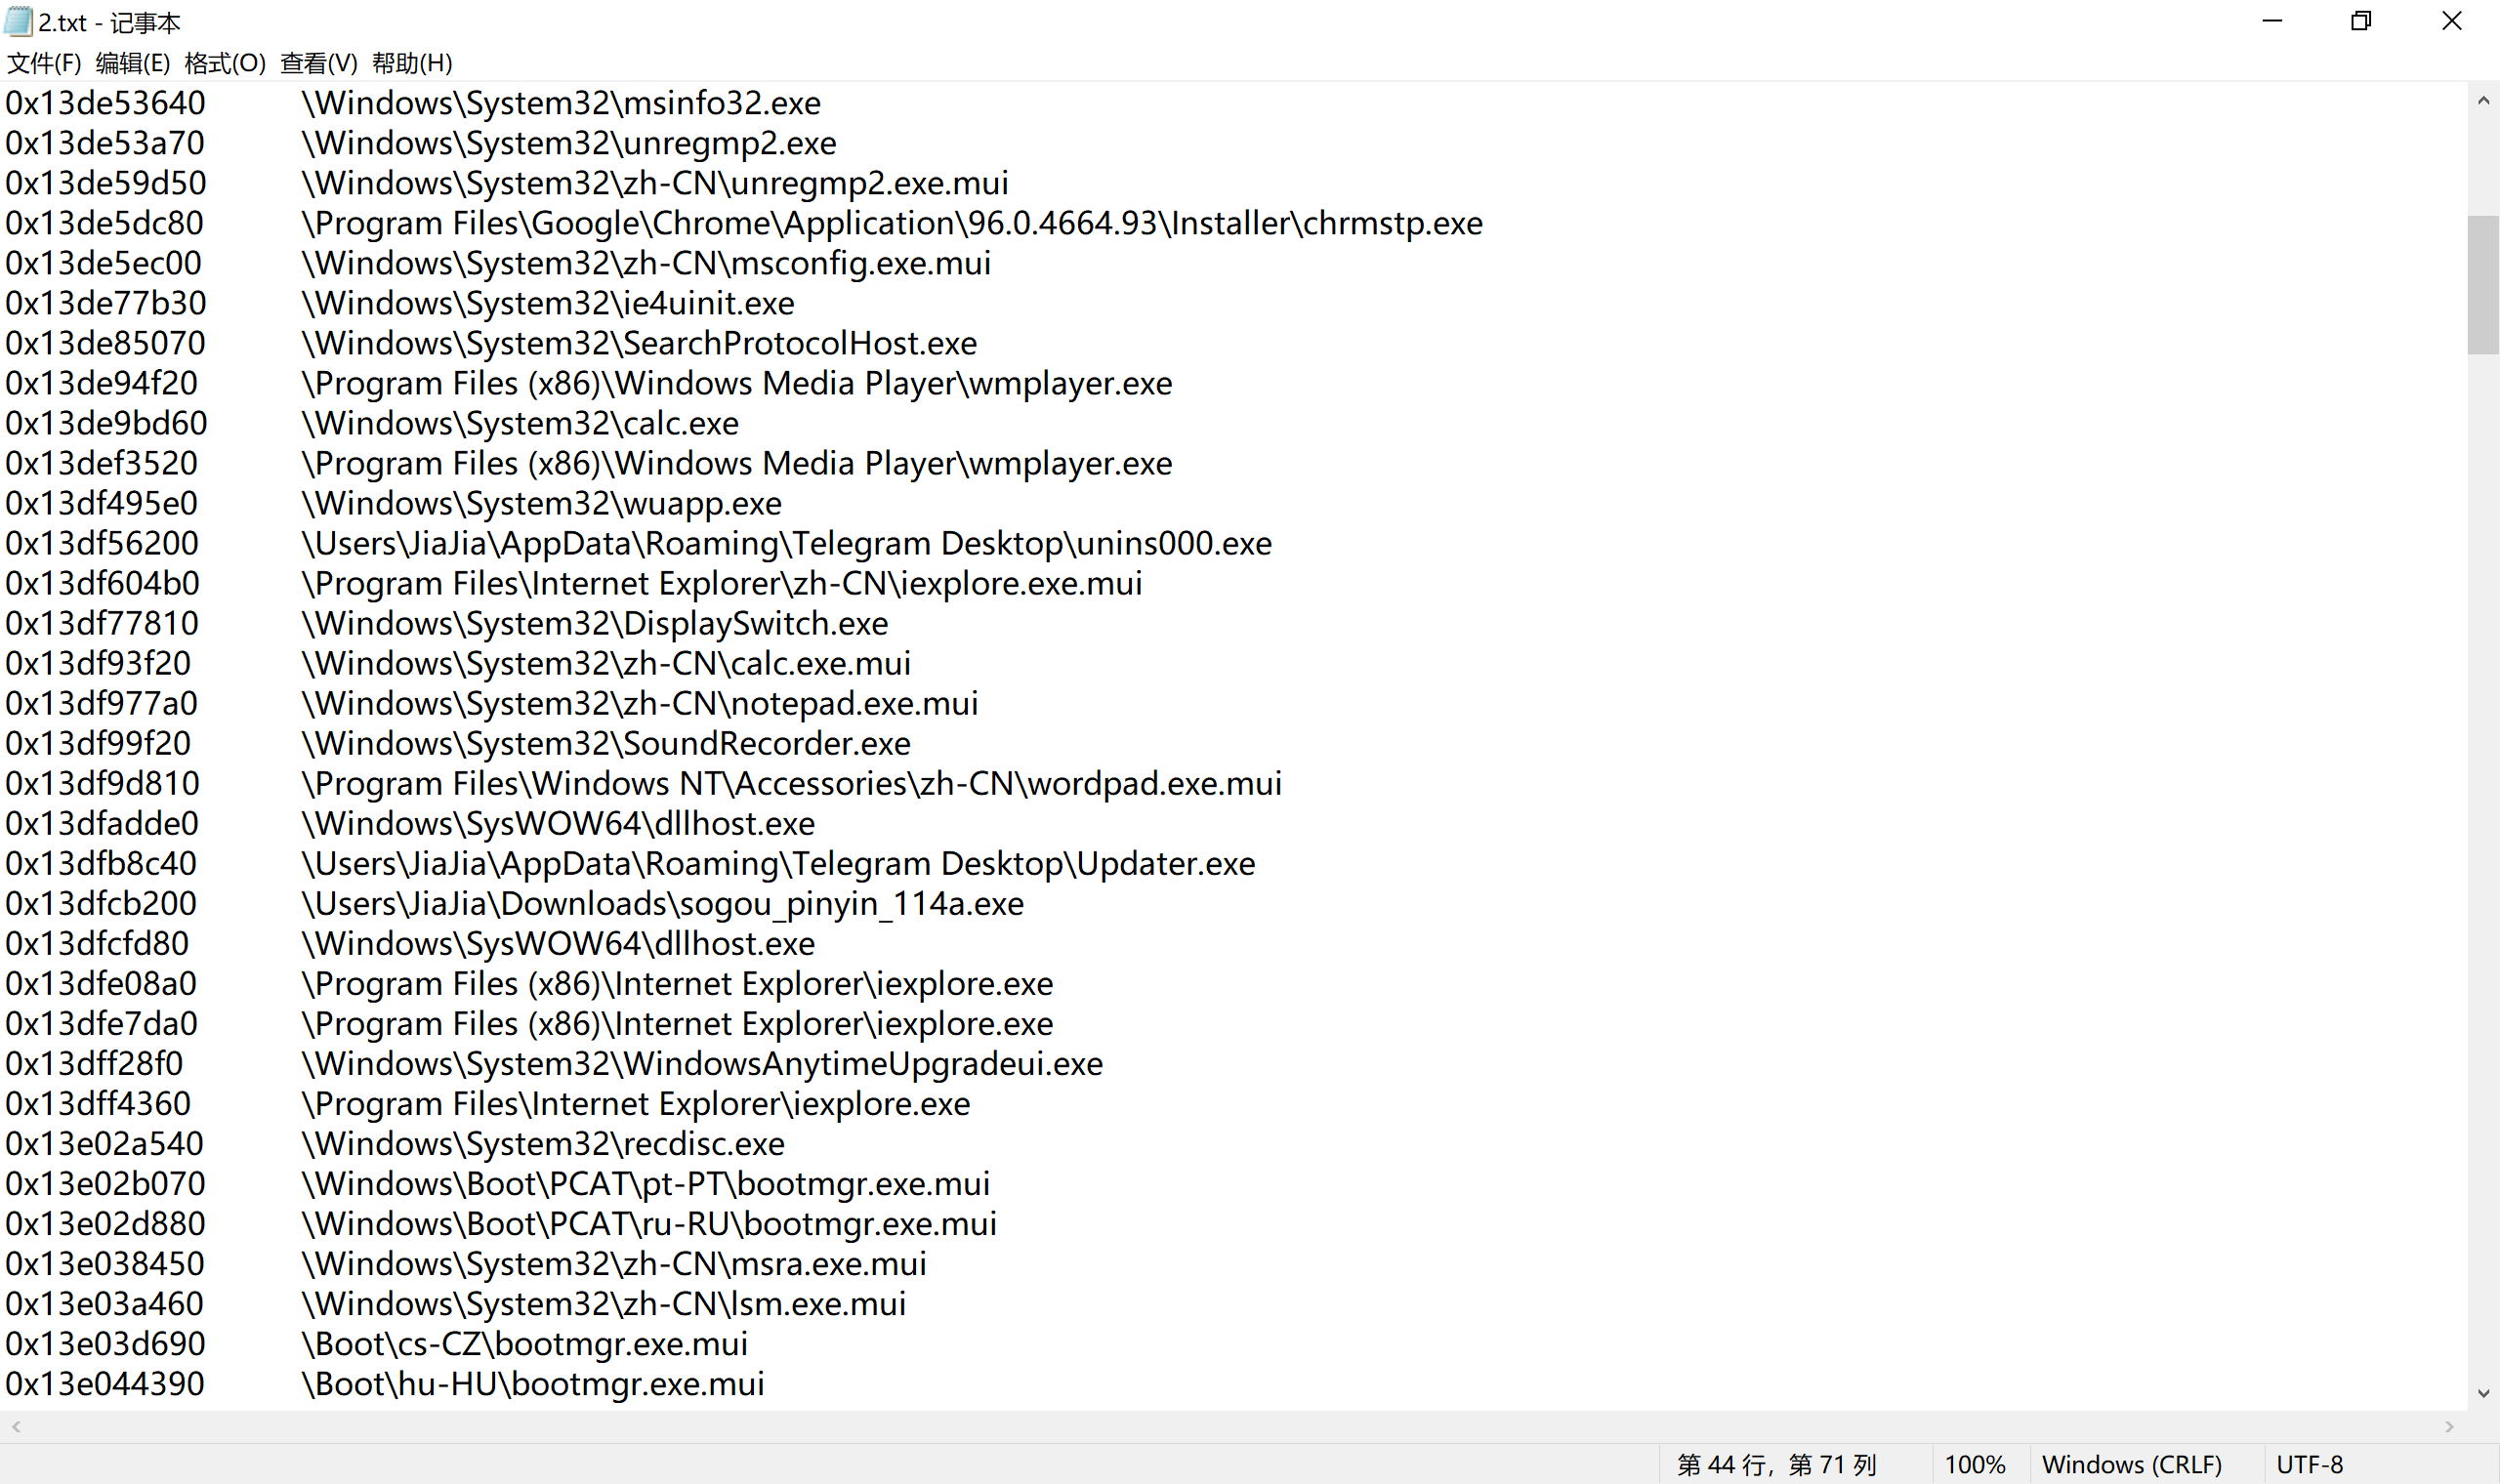 2.txt - 记事本
文件(F) 编辑(E) 格式(O) 查看(V) 帮助(H)
0x13de53640 \Windows\System32\msinfo32.exe
0x13de53a70 \Windows\System32\unregmp2.exe
0x13de59d50 \Windows\System32\zh-CN\unregmp2.exe.mui
0x13de5dc80 \Program Files\Google\Chrome\Application\96.0.4664.93\Installer\chrmstp.exe
0x13de5ec00 \Windows\System32\zh-CN\msconfig.exe.mui
0x13de77b30 \Windows\System32\ie4uinit.exe
0x13de85070 \Windows\System32\SearchProtocolHost.exe
0x13de94f20 \Program Files (x86)\Windows Media Player\wmplayer.exe
0x13de9bd60 \Windows\System32\calc.exe
0x13def3520 \Program Files (x86)\Windows Media Player\wmplayer.exe
0x13df495e0 \Windows\System32\wuapp.exe
0x13df56200 \Users\JiaJia\AppData\Roaming\Telegram Desktop\unins000.exe
0x13df604b0 \Program Files\Internet Explorer\zh-CN\iexplore.exe.mui
0x13df77810 \Windows\System32\DisplaySwitch.exe
0x13df93f20 \Windows\System32\zh-CN\calc.exe.mui
0x13df977a0 \Windows\System32\zh-CN\notepad.exe.mui
0x13df99f20 \Windows\System32\SoundRecorder.exe
0x13df9d810 \Program Files\Windows NT\Accessories\zh-CN\wordpad.exe.mui
0x13dfadde0 \Windows\SysWOW64\dllhost.exe
0x13dfb8c40 \Users\JiaJia\AppData\Roaming\Telegram Desktop\Updater.exe
0x13dfcb200 \Users\JiaJia\Downloads\sogou_pinyin_114a.exe
0x13dfcfd80 \Windows\SysWOW64\dllhost.exe
0x13dfe08a0 \Program Files (x86)\Internet Explorer\iexplore.exe
0x13dfe7da0 \Program Files (x86)\Internet Explorer\iexplore.exe
0x13dff28f0 \Windows\System32\WindowsAnytimeUpgradeui.exe
0x13dff4360 \Program Files\Internet Explorer\iexplore.exe
0x13e02a540 \Windows\System32\recdisc.exe
0x13e02b070 \Windows\Boot\PCAT\pt-PT\bootmgr.exe.mui
0x13e02d880 \Windows\Boot\PCAT\ru-RU\bootmgr.exe.mui
0x13e038450 \Windows\System32\zh-CN\msra.exe.mui
0x13e03a460 \Windows\System32\zh-CN\lsm.exe.mui
0x13e03d690 \Boot\cs-CZ\bootmgr.exe.mui
0x13e044390 \Boot\hu-HU\bootmgr.exe.mui
第 44 行，第 71 列 100% Windows (CRLF) UTF-8